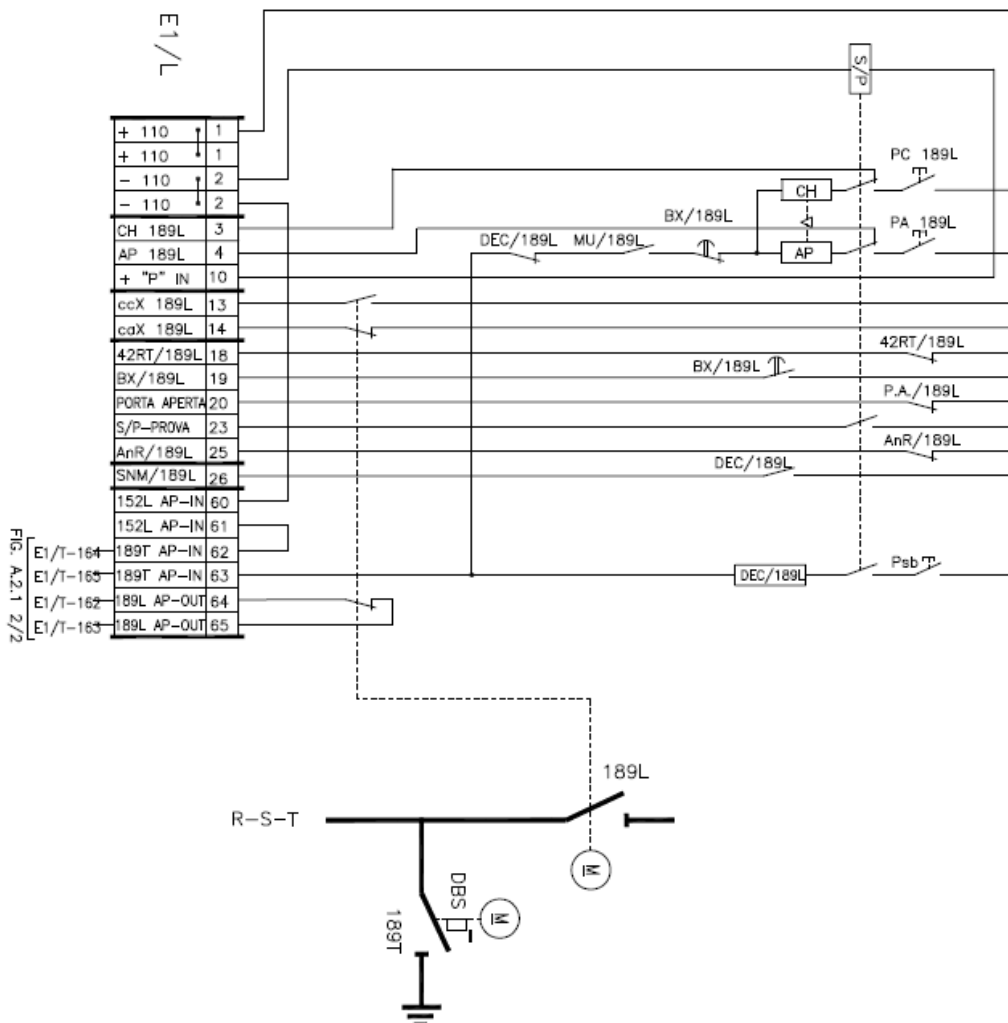 E1/L
S/P
+ 110 1
+ 110 1
- 110 2
- 110 2
CH 189L 3
AP 189L 4
+ "P" IN 10
ccX 189L 13
caX 189L 14
42RT/189L 18
BX/189L 19
PORTA APERTA 20
S/P-PROVA 23
AnR/189L 25
SNM/189L 26
152L AP-IN 60
152L AP-IN 61
E1/T-164 189T AP-IN 62
E1/T-165 189T AP-IN 63
E1/T-162 189L AP-OUT 64
E1/T-163 189L AP-OUT 65
FIG. A.2.1 2/2
PC 189L
CH
BX/189L
PA 189L
DEC/189L MU/189L
AP
42RT/189L
BX/189L
P.A./189L
AnR/189L
DEC/189L
Psb
DEC/189L
189L
R-S-T
M
DBS
M
189T